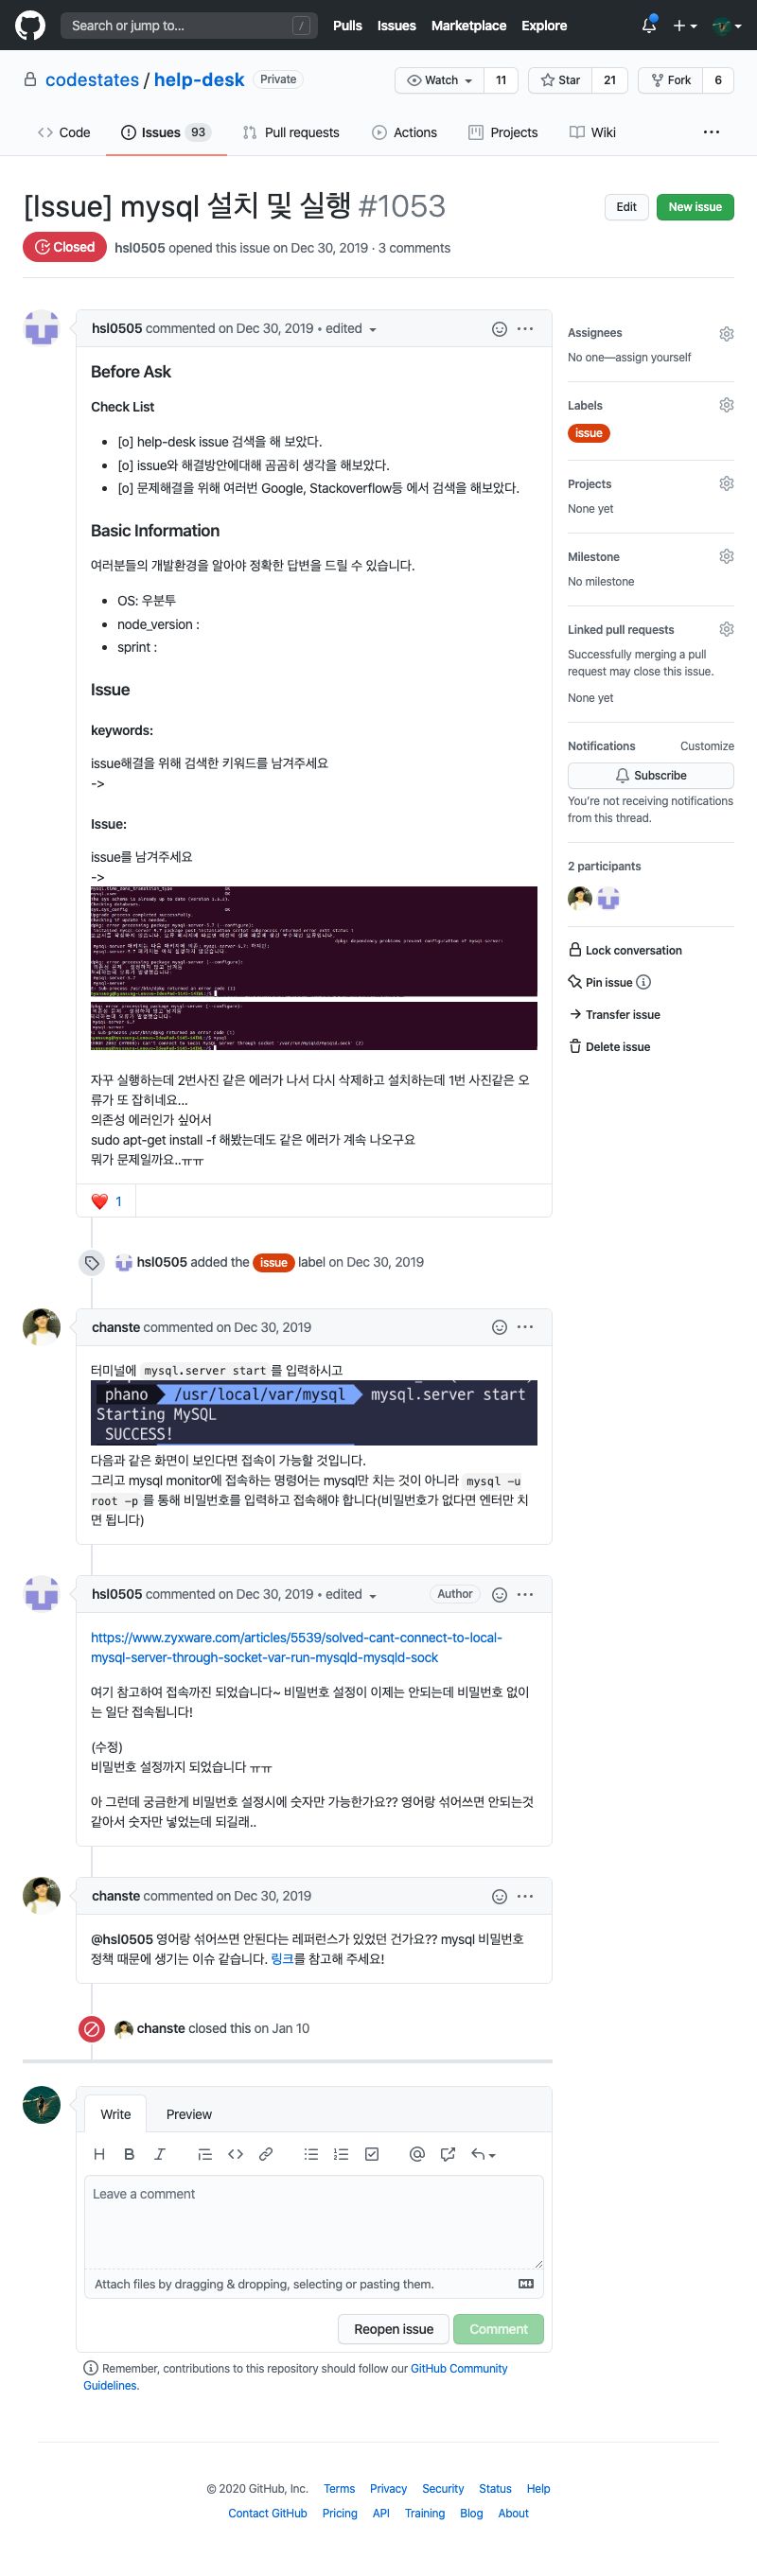 Search or jump to...
/
Pulls
Issues
Marketplace
Explore
codestates / help-desk
Private
Watch
11
Star
21
Fork
6
Code
Issues 93
Pull requests
Actions
Projects
Wiki
[Issue] mysql 설치 및 실행 #1053
Edit
New issue
Closed
hsl0505 opened this issue on Dec 30, 2019 · 3 comments
hsl0505 commented on Dec 30, 2019 • edited
Before Ask
Check List
[o] help-desk issue 검색을 해 보았다.
[o] issue와 해결방안에대해 곰곰히 생각을 해보았다.
[o] 문제해결을 위해 여러번 Google, Stackoverflow등 에서 검색을 해보았다.
Basic Information
여러분들의 개발환경을 알아야 정확한 답변을 드릴 수 있습니다.
OS: 우분투
node_version :
sprint :
Issue
keywords:
issue해결을 위해 검색한 키워드를 남겨주세요
->
Issue:
issue를 남겨주세요
->
자꾸 실행하는데 2번사진 같은 에러가 나서 다시 삭제하고 설치하는데 1번 사진같은 오
류가 또 잡히네요...
의존성 에러인가 싶어서
sudo apt-get install -f 해봤는데도 같은 에러가 계속 나오구요
뭐가 문제일까요..ㅠㅠ
❤️ 1
Assignees
No one—assign yourself
Labels
issue
Projects
None yet
Milestone
No milestone
Linked pull requests
Successfully merging a pull
request may close this issue.
None yet
Notifications
Customize
Subscribe
You're not receiving notifications
from this thread.
2 participants
Lock conversation
Pin issue
Transfer issue
Delete issue
hsl0505 added the issue label on Dec 30, 2019
chanste commented on Dec 30, 2019
터미널에 mysql.server start 를 입력하시고
phano /usr/local/var/mysql mysql.server start
Starting MySQL
SUCCESS!
다음과 같은 화면이 보인다면 접속이 가능할 것입니다.
그리고 mysql monitor에 접속하는 명령어는 mysql만 치는 것이 아니라 mysql -u
root -p 를 통해 비밀번호를 입력하고 접속해야 합니다(비밀번호가 없다면 엔터만 치
면 됩니다)
hsl0505 commented on Dec 30, 2019 • edited
Author
https://www.zyxware.com/articles/5539/solved-cant-connect-to-local-
mysql-server-through-socket-var-run-mysqld-mysqld-sock
여기 참고하여 접속까진 되었습니다~ 비밀번호 설정이 이제는 안되는데 비밀번호 없이
는 일단 접속됩니다!
(수정)
비밀번호 설정까지 되었습니다 ㅠㅠ
아 그런데 궁금한게 비밀번호 설정시에 숫자만 가능한가요?? 영어랑 섞어쓰면 안되는것
같아서 숫자만 넣었는데 되길래..
chanste commented on Dec 30, 2019
@hsl0505 영어랑 섞어쓰면 안된다는 레퍼런스가 있었던 건가요?? mysql 비밀번호
정책 때문에 생기는 이슈 같습니다. 링크를 참고해 주세요!
chanste closed this on Jan 10
Write
Preview
Leave a comment
Attach files by dragging & dropping, selecting or pasting them.
Reopen issue
Comment
Remember, contributions to this repository should follow our GitHub Community
Guidelines.
© 2020 GitHub, Inc.
Terms
Privacy
Security
Status
Help
Contact GitHub
Pricing
API
Training
Blog
About